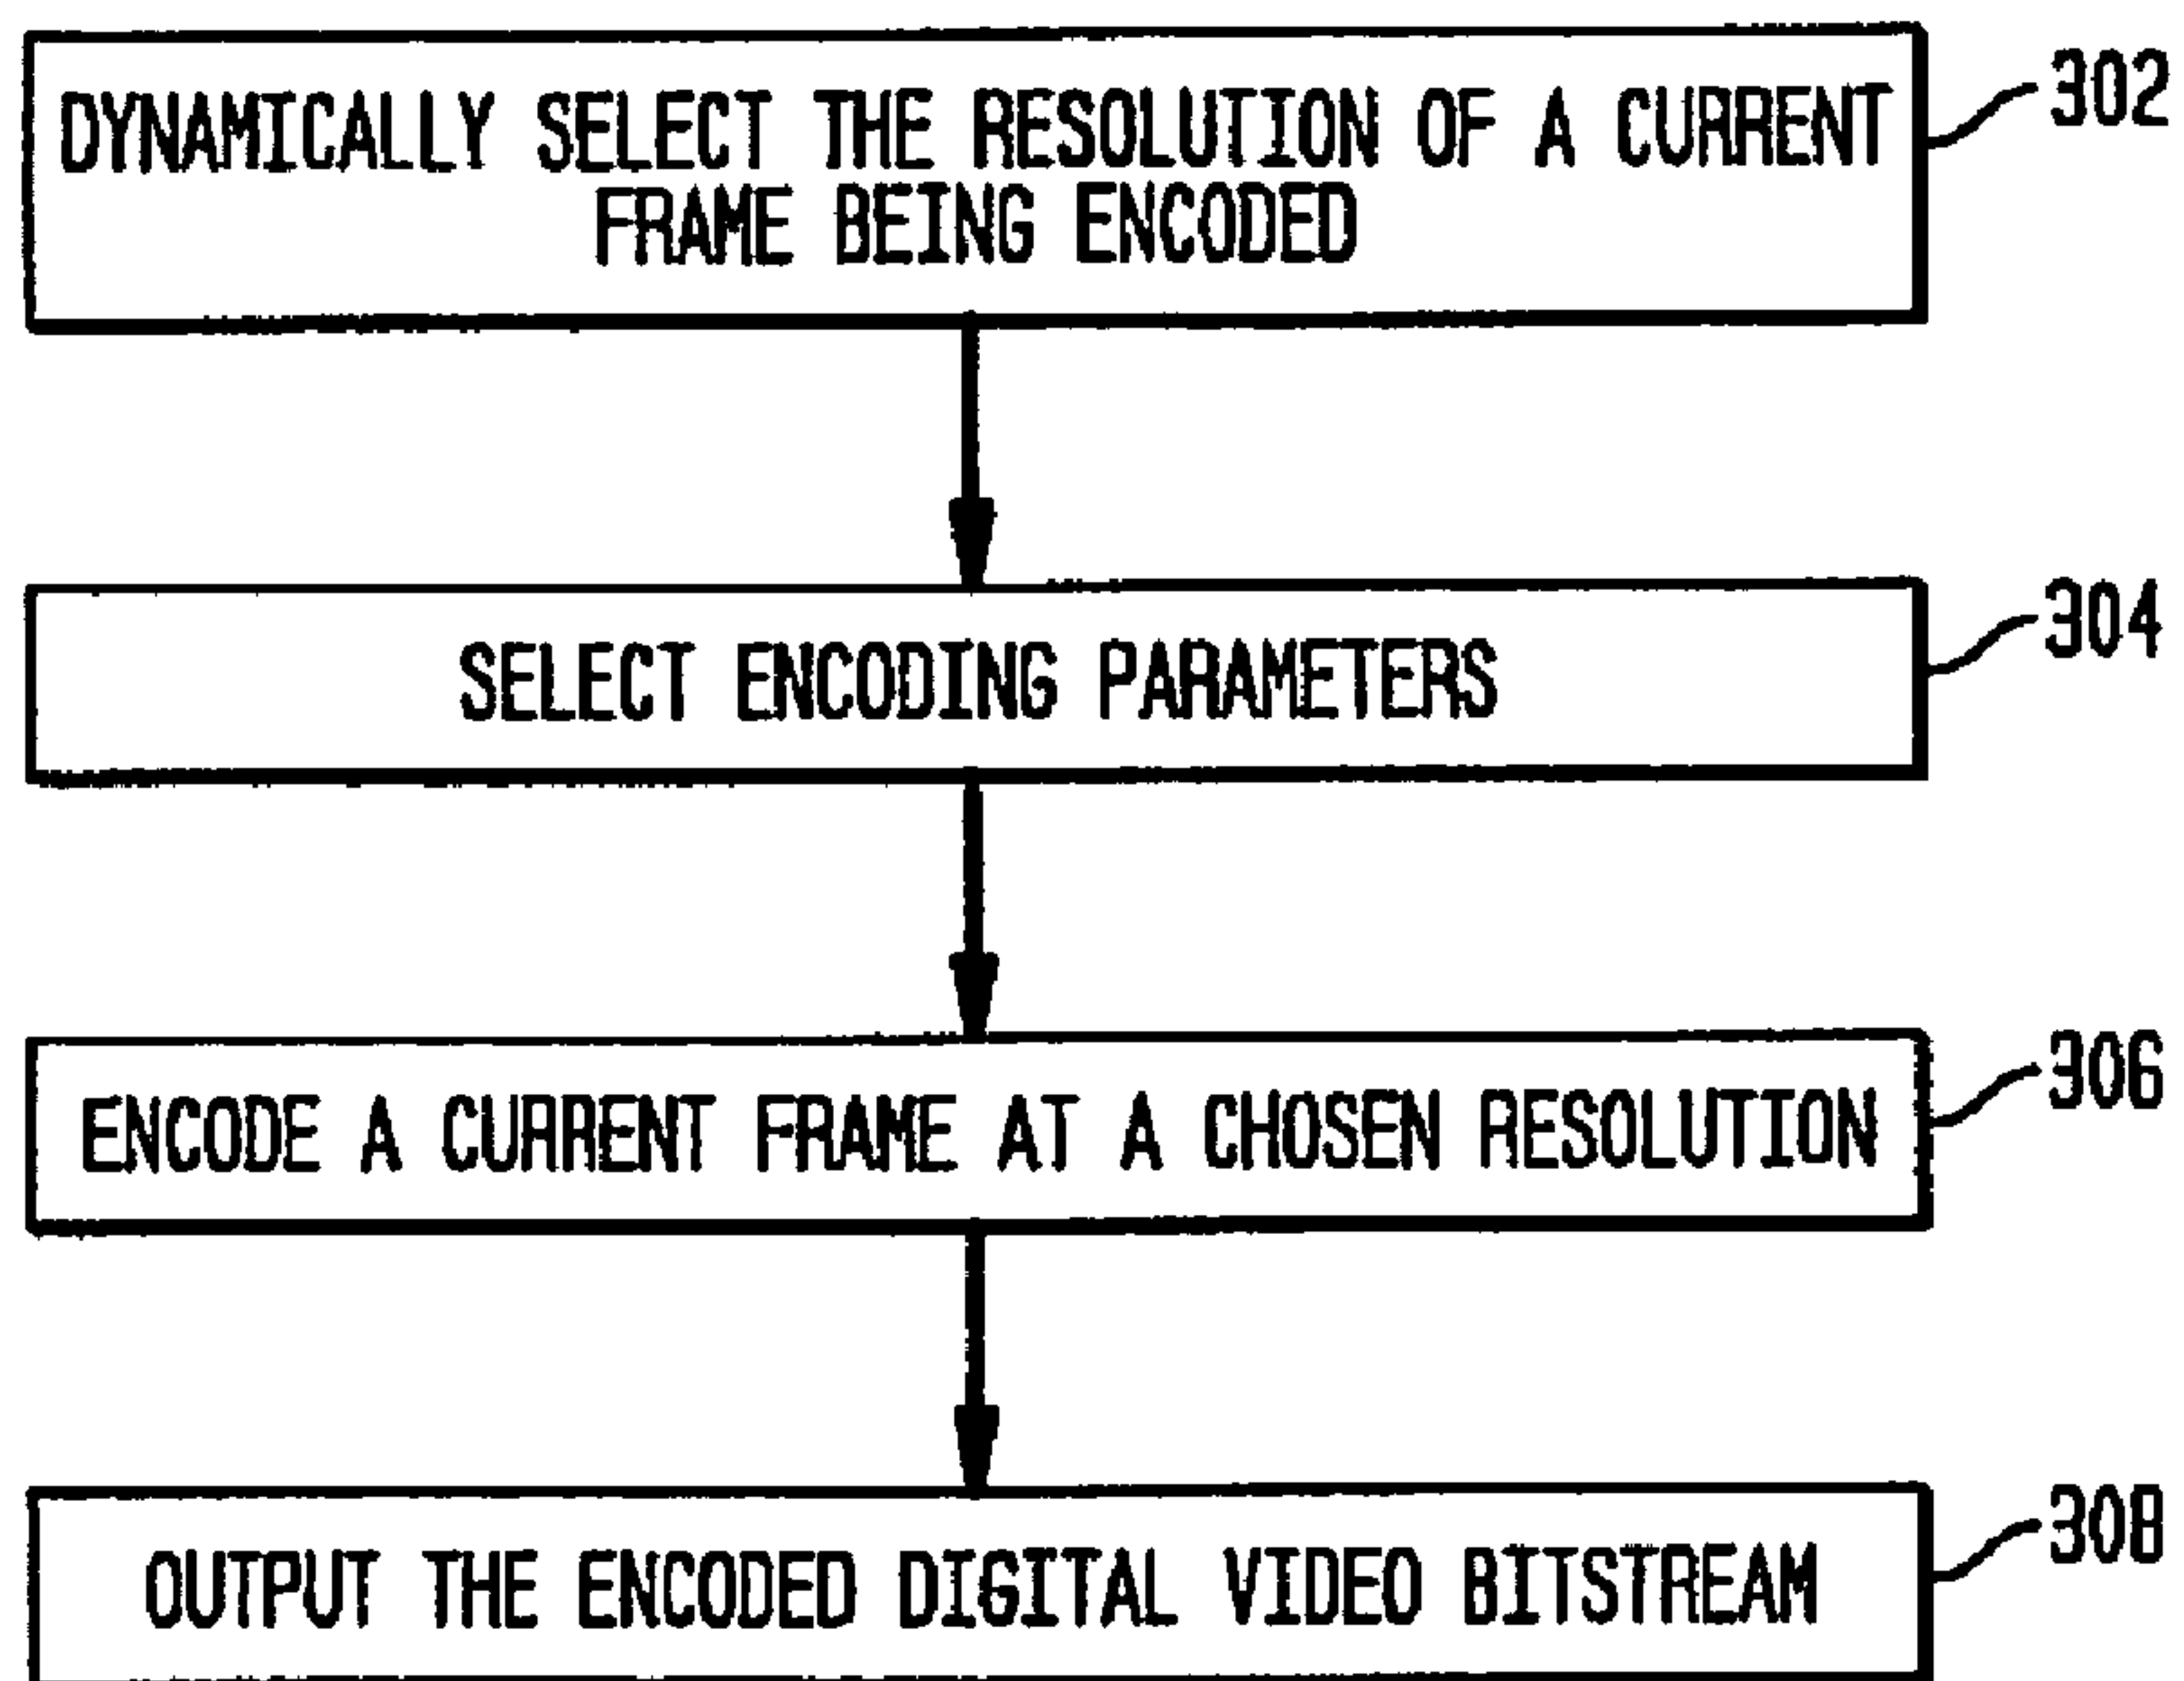 DYNAMICALLY SELECT THE RESOLUTION OF A CURRENT
FRAME BEING ENCODED
302
SELECT ENCODING PARAMETERS
304
ENCODE A CURRENT FRAME AT A CHOSEN RESOLUTION
306
OUTPUT THE ENCODED DIGITAL VIDEO BITSTREAM
308